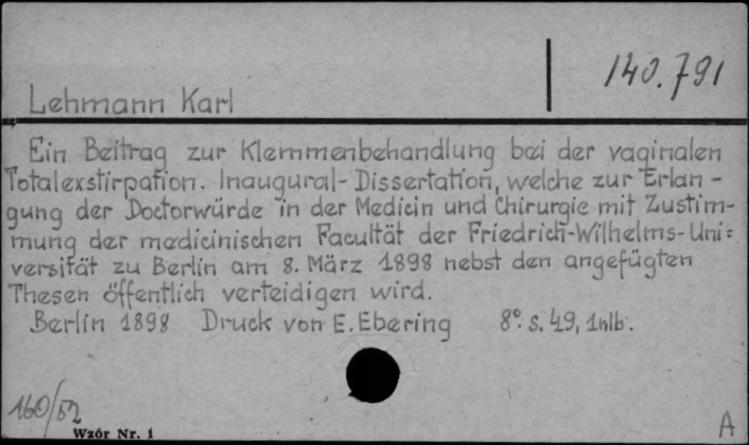 140.791
Lehmann Karl
Ein Beitrag zur Klemmenbehandlung bei der vaginalen
Totalexstirpation. Inaugural-Dissertation, welche zur Erlan-
gung der Doctorwürde in der Medicin und Chirurgie mit Zustim-
mung der medicinischen Facultät der Friedrich-Wilhelms-Uni=
versität zu Berlin am 8. März 1898 nebst den angefügten
Thesen öffentlich verteidigen wird.
Berlin 1898 Druck von E. Ebering 8° s. 49, 1nlb.
160/52
Wzór Nr. 1
A